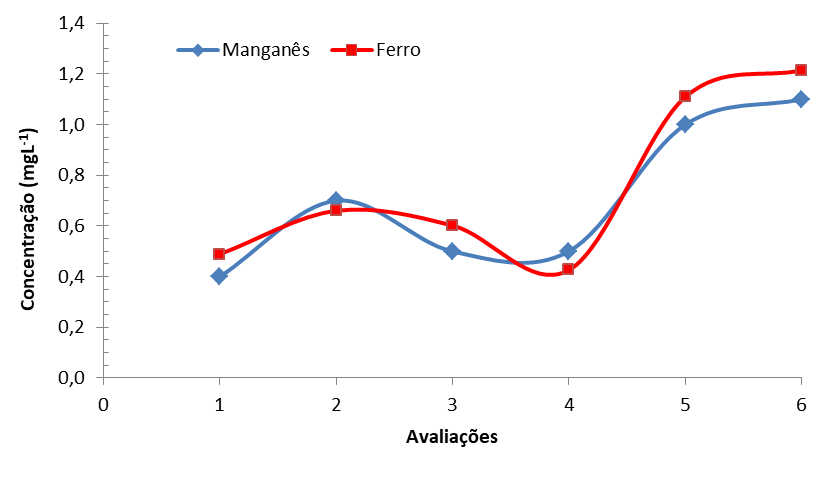 1,4
Manganês Ferro
1,2
1,0
0,8
0,6
0,4
0,2
0,0
0 1 2 3 4 5 6
Concentração (mgL-1)
Avaliações